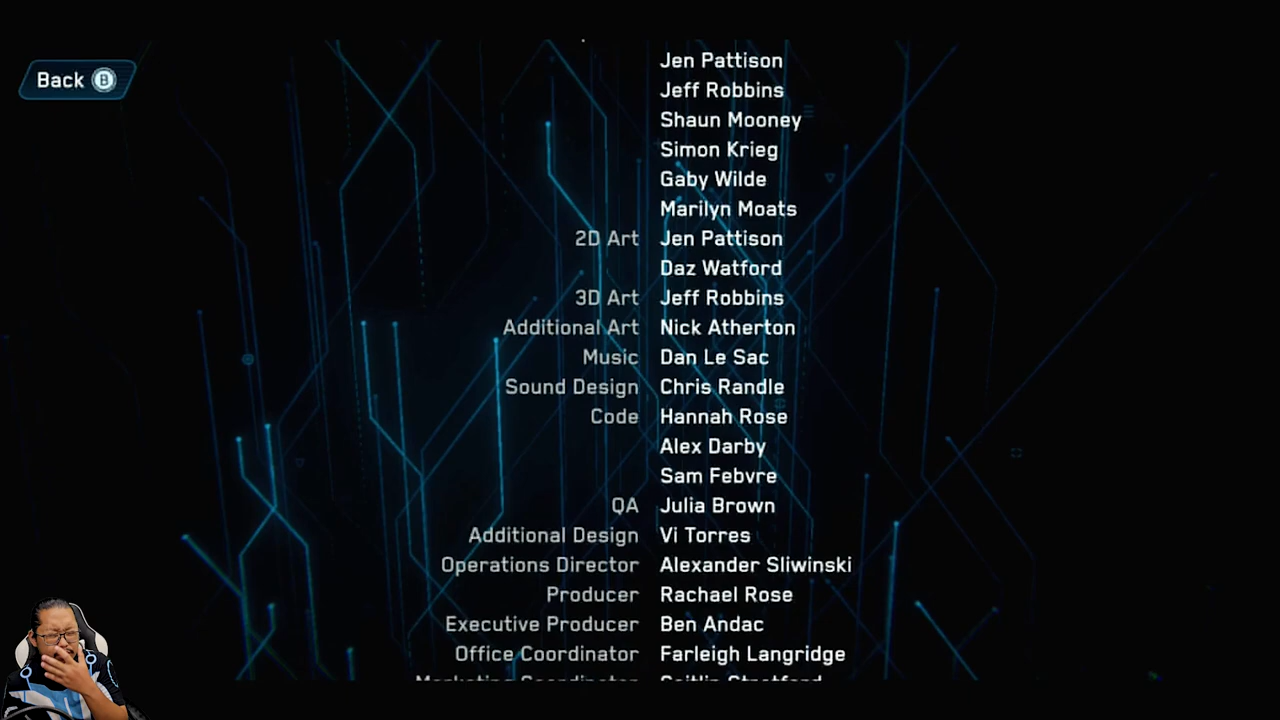 Jen Pattison
Back B
Jeff Robbins
Shaun Mooney
Simon Krieg
Gaby Wilde
Marilyn Moats
2D Art Jen Pattison
Daz Watford
3D Art Jeff Robbins
Additional Art Nick Atherton
Music Dan Le Sac
Sound Design Chris Randle
Code Hannah Rose
Alex Darby
Sam Febvre
QA Julia Brown
Additional Design Vi Torres
Operations Director Alexander Sliwinski
Producer Rachael Rose
Executive Producer Ben Andac
Office Coordinator Farleigh Langridge